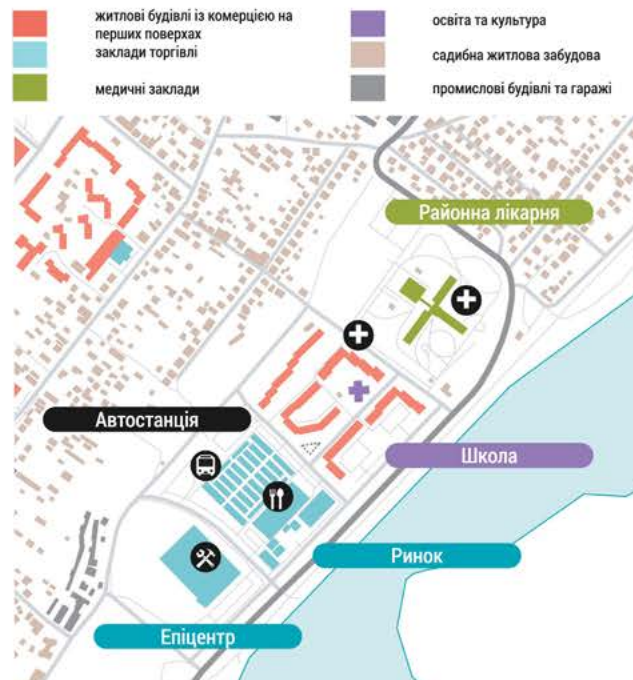 житлові будівлі із комерцією на
перших поверхах
заклади торгівлі
медичні заклади
освіта та культура
садибна житлова забудова
промислові будівлі та гаражі
Районна лікарня
Автостанція
Школа
Ринок
Епіцентр